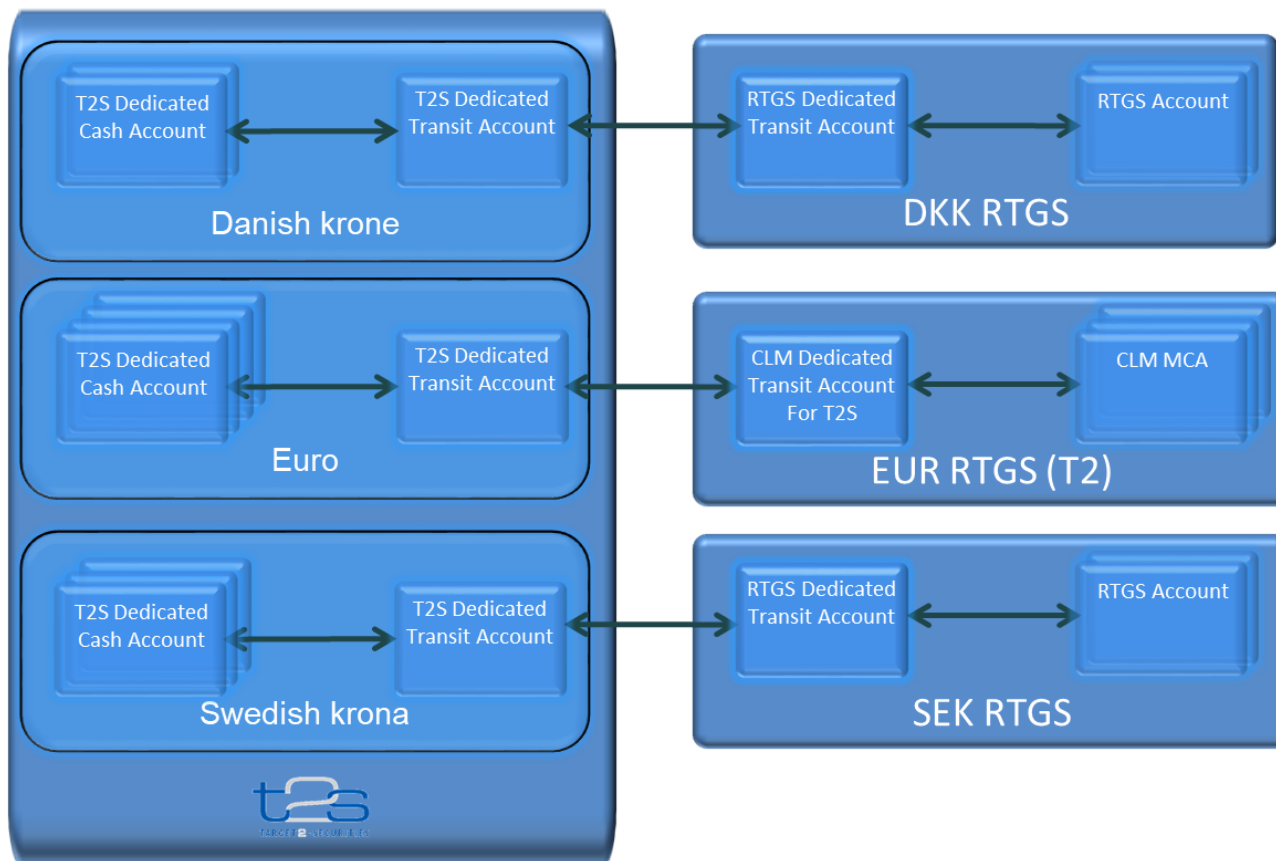 T2S Dedicated
Cash Account
T2S Dedicated
Transit Account
Danish krone
RTGS Dedicated
Transit Account
RTGS Account
DKK RTGS
T2S Dedicated
Cash Account
T2S Dedicated
Transit Account
Euro
CLM Dedicated
Transit Account
For T2S
CLM MCA
EUR RTGS (T2)
T2S Dedicated
Cash Account
T2S Dedicated
Transit Account
Swedish krona
RTGS Dedicated
Transit Account
RTGS Account
SEK RTGS
t2s
TARGET2-SECURITIES